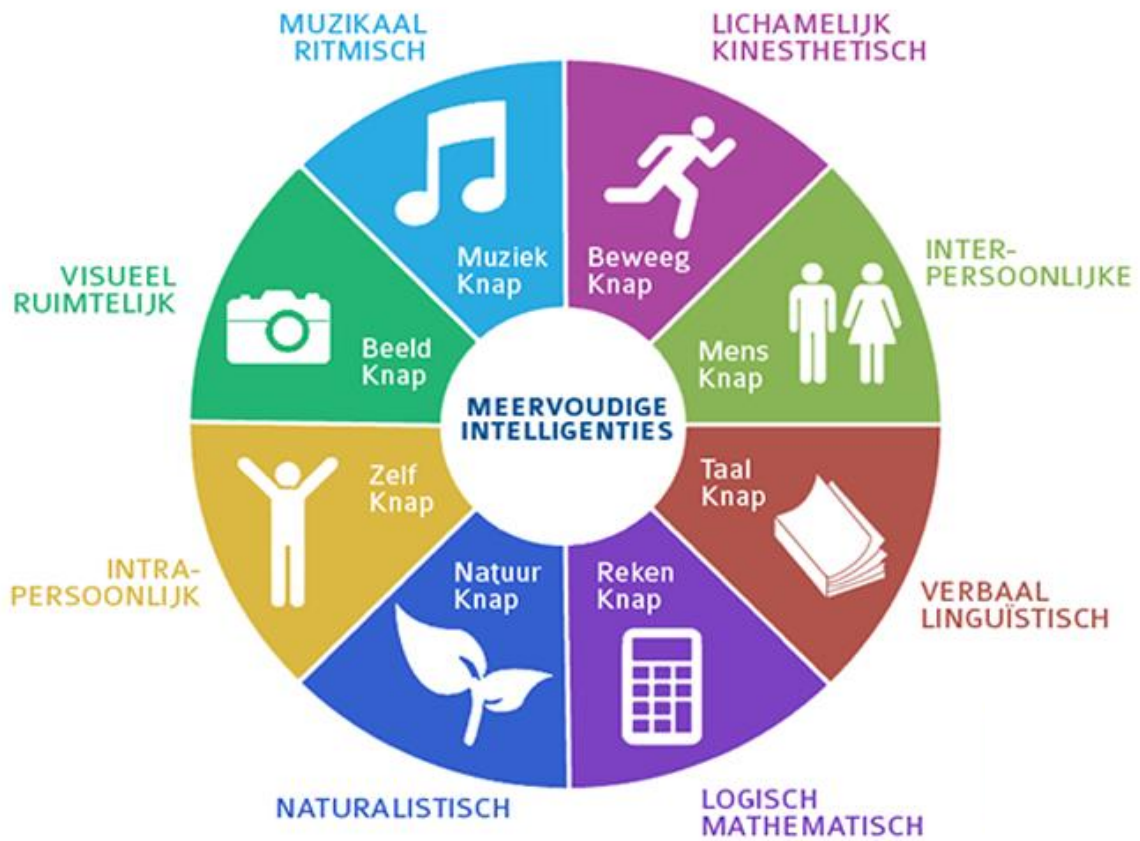 MUZIKAAL
RITMISCH
LICHAMELIJK
KINESTHETISCH
Muziek
Knap
Beweeg
Knap
INTER-
PERSOONLIJKE
VISUEEL
RUIMTELIJK
Beeld
Knap
Mens
Knap
MEERVOUDIGE
INTELLIGENTIES
Zelf
Knap
Taal
Knap
INTRA-
PERSOONLIJK
Natuur
Knap
Reken
Knap
VERBAAL
LINGUÏSTISCH
NATURALISTISCH
LOGISCH
MATHEMATISCH